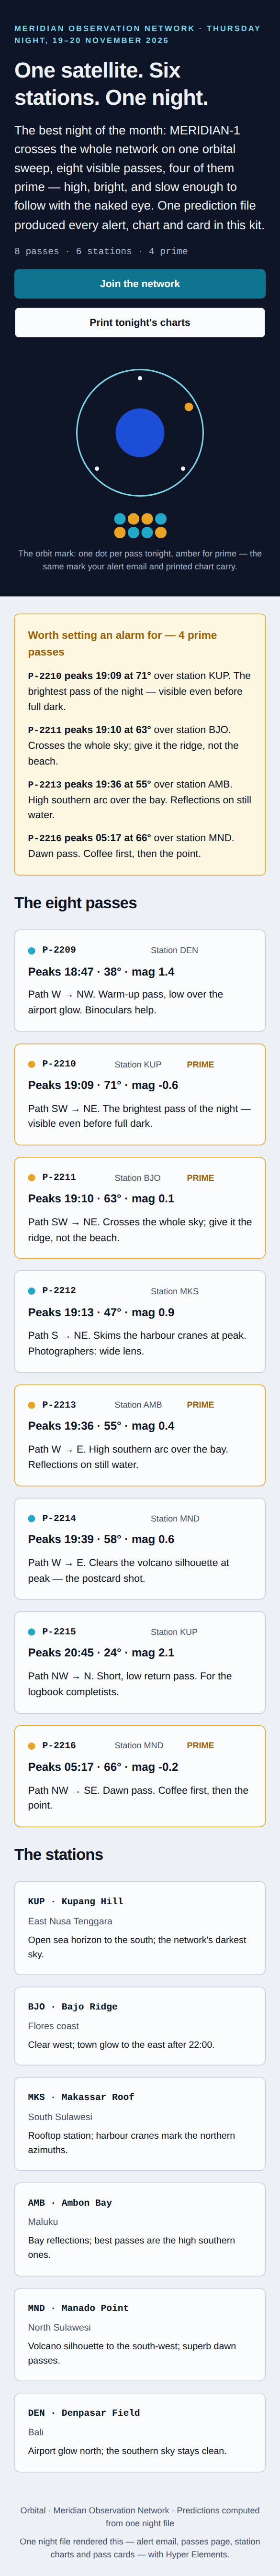 MERIDIAN OBSERVATION NETWORK · THURSDAY
NIGHT, 19–20 NOVEMBER 2026
One satellite. Six
stations. One night.
The best night of the month: MERIDIAN-1
crosses the whole network on one orbital
sweep, eight visible passes, four of them
prime — high, bright, and slow enough to
follow with the naked eye. One prediction file
produced every alert, chart and card in this kit.
8 passes · 6 stations · 4 prime
Join the network
Print tonight's charts
The orbit mark: one dot per pass tonight, amber for prime — the
same mark your alert email and printed chart carry.
Worth setting an alarm for — 4 prime
passes
P-2210 peaks 19:09 at 71° over station KUP. The
brightest pass of the night — visible even before
full dark.
P-2211 peaks 19:10 at 63° over station BJO.
Crosses the whole sky; give it the ridge, not the
beach.
P-2213 peaks 19:36 at 55° over station AMB.
High southern arc over the bay. Reflections on still
water.
P-2216 peaks 05:17 at 66° over station MND.
Dawn pass. Coffee first, then the point.
The eight passes
P-2209 Station DEN
Peaks 18:47 · 38° · mag 1.4
Path W → NW. Warm-up pass, low over the
airport glow. Binoculars help.
P-2210 Station KUP PRIME
Peaks 19:09 · 71° · mag -0.6
Path SW → NE. The brightest pass of the night —
visible even before full dark.
P-2211 Station BJO PRIME
Peaks 19:10 · 63° · mag 0.1
Path SW → NE. Crosses the whole sky; give it the
ridge, not the beach.
P-2212 Station MKS
Peaks 19:13 · 47° · mag 0.9
Path S → NE. Skims the harbour cranes at peak.
Photographers: wide lens.
P-2213 Station AMB PRIME
Peaks 19:36 · 55° · mag 0.4
Path W → E. High southern arc over the bay.
Reflections on still water.
P-2214 Station MND
Peaks 19:39 · 58° · mag 0.6
Path W → E. Clears the volcano silhouette at
peak — the postcard shot.
P-2215 Station KUP
Peaks 20:45 · 24° · mag 2.1
Path NW → N. Short, low return pass. For the
logbook completists.
P-2216 Station MND PRIME
Peaks 05:17 · 66° · mag -0.2
Path NW → SE. Dawn pass. Coffee first, then the
point.
The stations
KUP · Kupang Hill
East Nusa Tenggara
Open sea horizon to the south; the network's darkest
sky.
BJO · Bajo Ridge
Flores coast
Clear west; town glow to the east after 22:00.
MKS · Makassar Roof
South Sulawesi
Rooftop station; harbour cranes mark the northern
azimuths.
AMB · Ambon Bay
Maluku
Bay reflections; best passes are the high southern
ones.
MND · Manado Point
North Sulawesi
Volcano silhouette to the south-west; superb dawn
passes.
DEN · Denpasar Field
Bali
Airport glow north; the southern sky stays clean.
Orbital · Meridian Observation Network · Predictions computed
from one night file
One night file rendered this — alert email, passes page, station
charts and pass cards — with Hyper Elements.